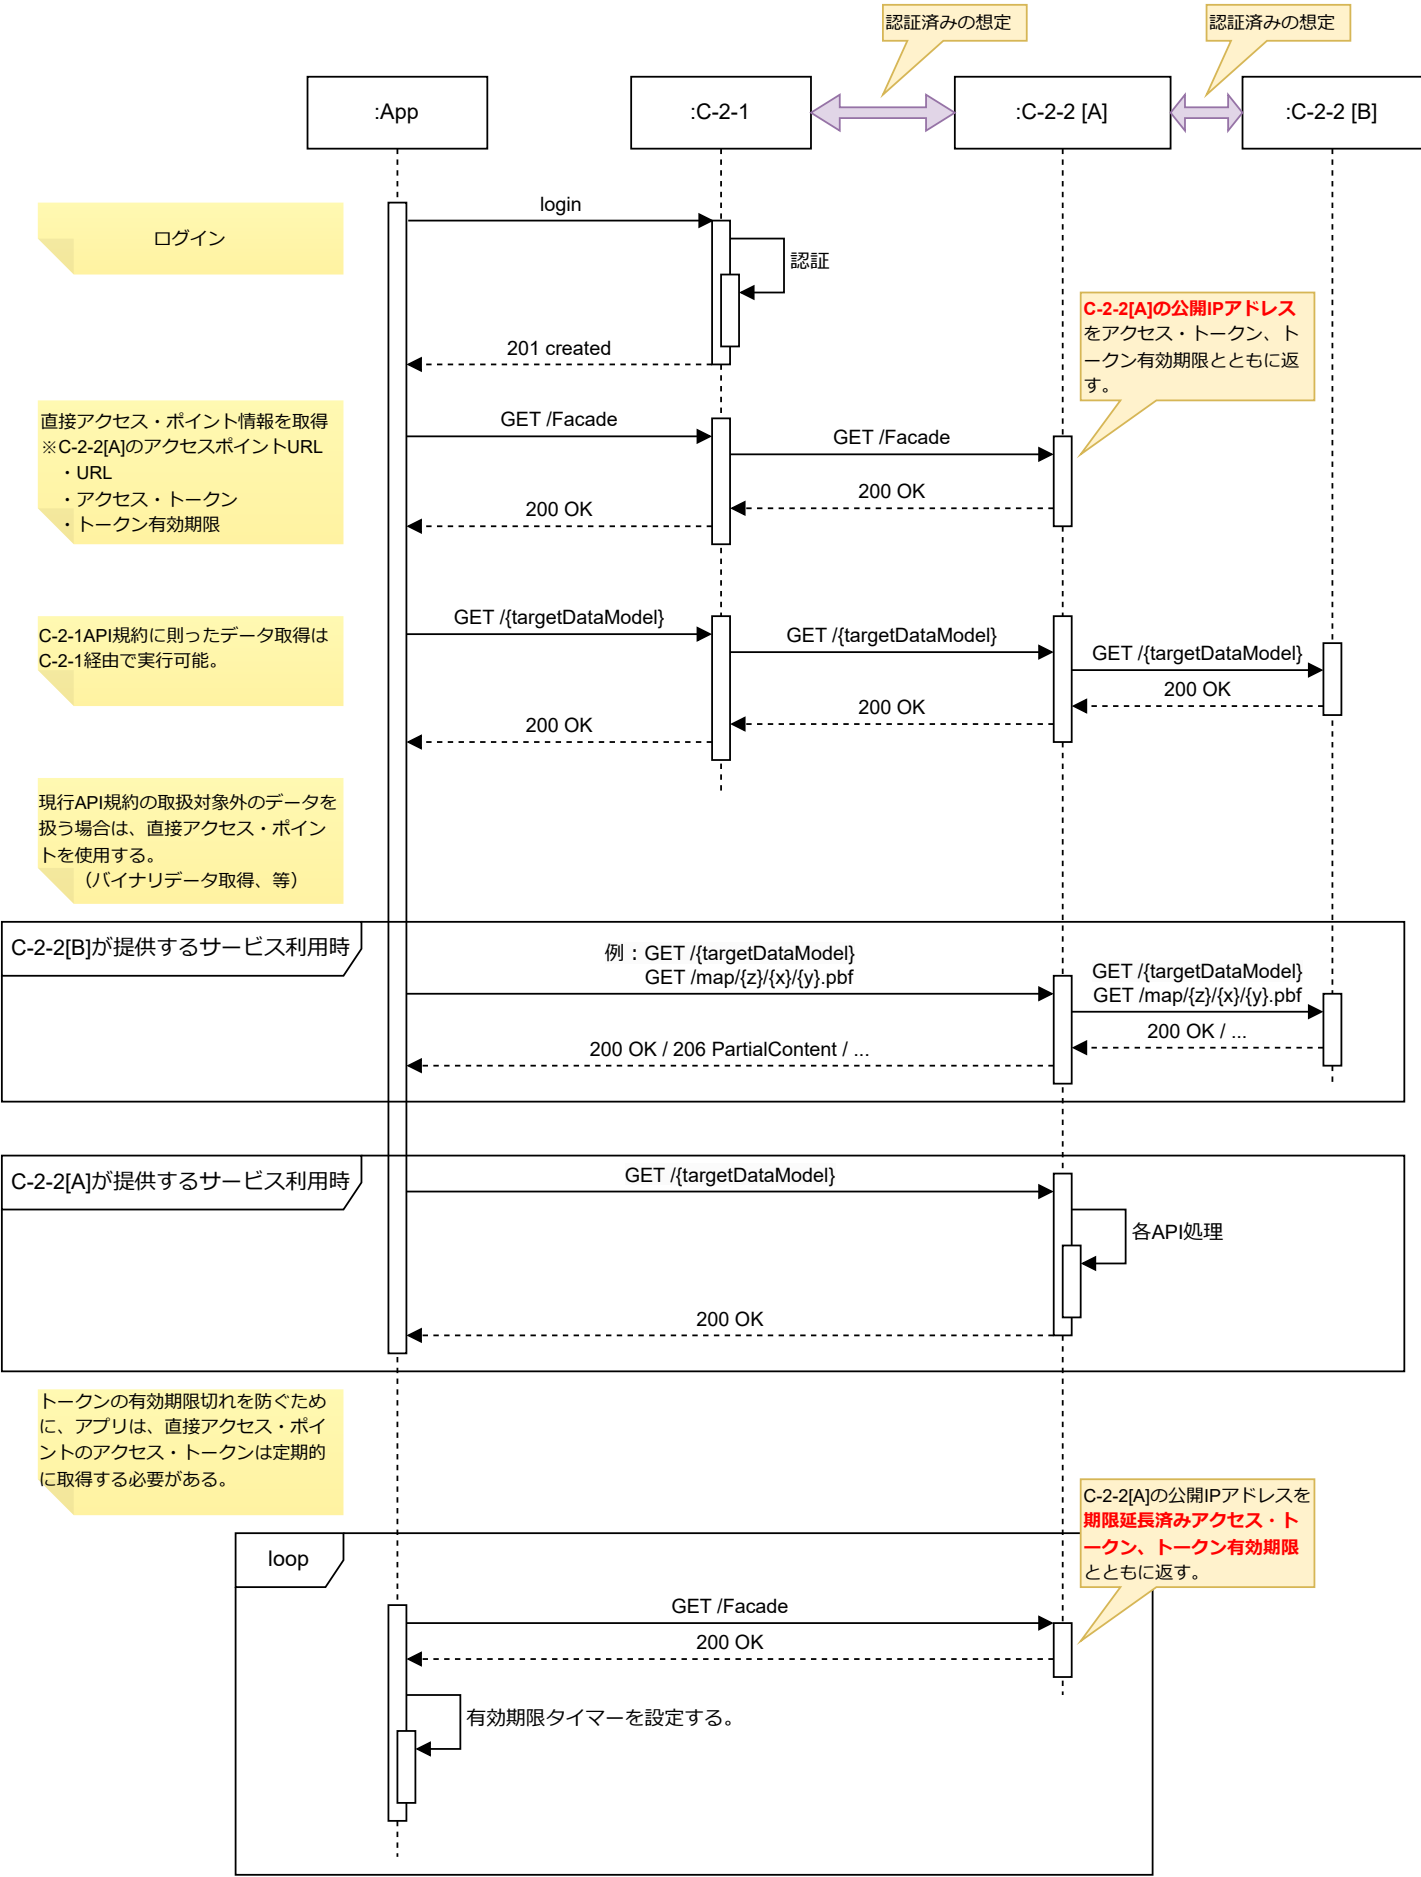 認証済みの想定
認証済みの想定
:App
:C-2-1
:C-2-2 [A]
:C-2-2 [B]
ログイン
login
認証
201 created
C-2-2[A]の公開IPアドレス
をアクセス・トークン、ト
ークン有効期限とともに返
す。
直接アクセス・ポイント情報を取得
※C-2-2[A]のアクセスポイントURL
・URL
・アクセス・トークン
・トークン有効期限
GET /Facade
GET /Facade
200 OK
200 OK
C-2-1API規約に則ったデータ取得は
C-2-1経由で実行可能。
GET /{targetDataModel}
GET /{targetDataModel}
GET /{targetDataModel}
200 OK
200 OK
200 OK
現行API規約の取扱対象外のデータを
扱う場合は、直接アクセス・ポイン
トを使用する。
（バイナリデータ取得、等）
C-2-2[B]が提供するサービス利用時
例：GET /{targetDataModel}
GET /map/{z}/{x}/{y}.pbf
GET /{targetDataModel}
GET /map/{z}/{x}/{y}.pbf
200 OK / ...
200 OK / 206 PartialContent / ...
C-2-2[A]が提供するサービス利用時
GET /{targetDataModel}
各API処理
200 OK
トークンの有効期限切れを防ぐため
に、アプリは、直接アクセス・ポイ
ントのアクセス・トークンは定期的
に取得する必要がある。
C-2-2[A]の公開IPアドレスを
期限延長済みアクセス・ト
ークン、トークン有効期限
とともに返す。
loop
GET /Facade
200 OK
有効期限タイマーを設定する。